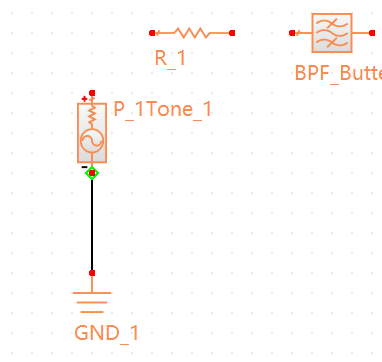 R_1
BPF_Butte
P_1Tone_1
GND_1